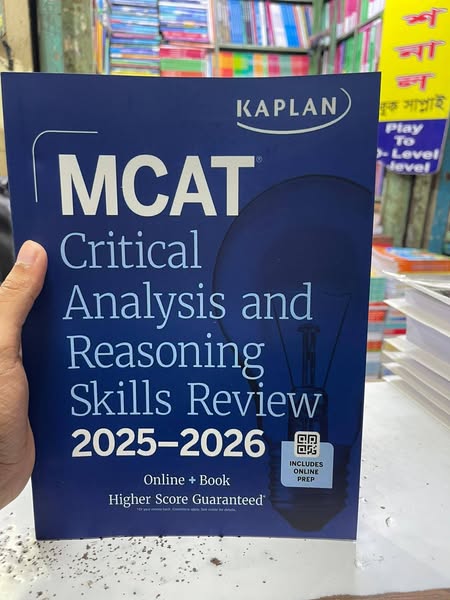 KAPLAN
MCAT®
Critical
Analysis and
Reasoning
Skills Review
2025–2026
INCLUDES
ONLINE
PREP
Online + Book
Higher Score Guaranteed*
শ
না
ল
বুক সাপ্লাই
Play
To
O- Level
-level